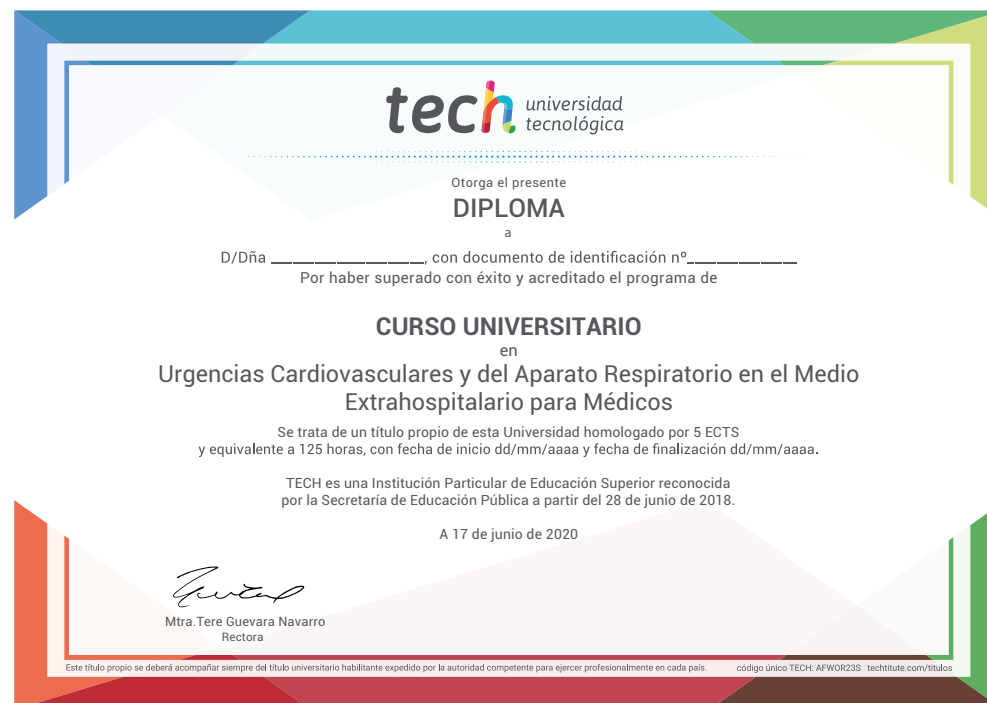 tech universidad
tecnológica
Otorga el presente
DIPLOMA
a
D/Dña ____________________, con documento de identificación nº______________
Por haber superado con éxito y acreditado el programa de
CURSO UNIVERSITARIO
en
Urgencias Cardiovasculares y del Aparato Respiratorio en el Medio
Extrahospitalario para Médicos
Se trata de un título propio de esta Universidad homologado por 5 ECTS
y equivalente a 125 horas, con fecha de inicio dd/mm/aaaa y fecha de finalización dd/mm/aaaa.
TECH es una Institución Particular de Educación Superior reconocida
por la Secretaría de Educación Pública a partir del 28 de junio de 2018.
A 17 de junio de 2020
Mtra.Tere Guevara Navarro
Rectora
Este título propio se deberá acompañar siempre del título universitario habilitante expedido por la autoridad competente para ejercer profesionalmente en cada país. código único TECH: AFWOR23S techtitute.com/titulos